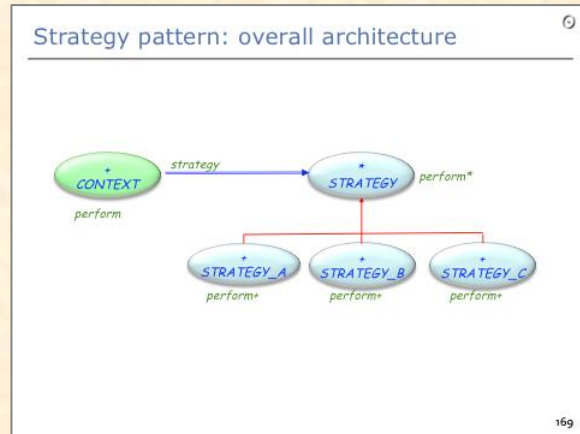 Strategy pattern: overall architecture
strategy
+
CONTEXT
*
STRATEGY
perform*
perform
+
STRATEGY_A
+
STRATEGY_B
+
STRATEGY_C
perform+
perform+
perform+
169